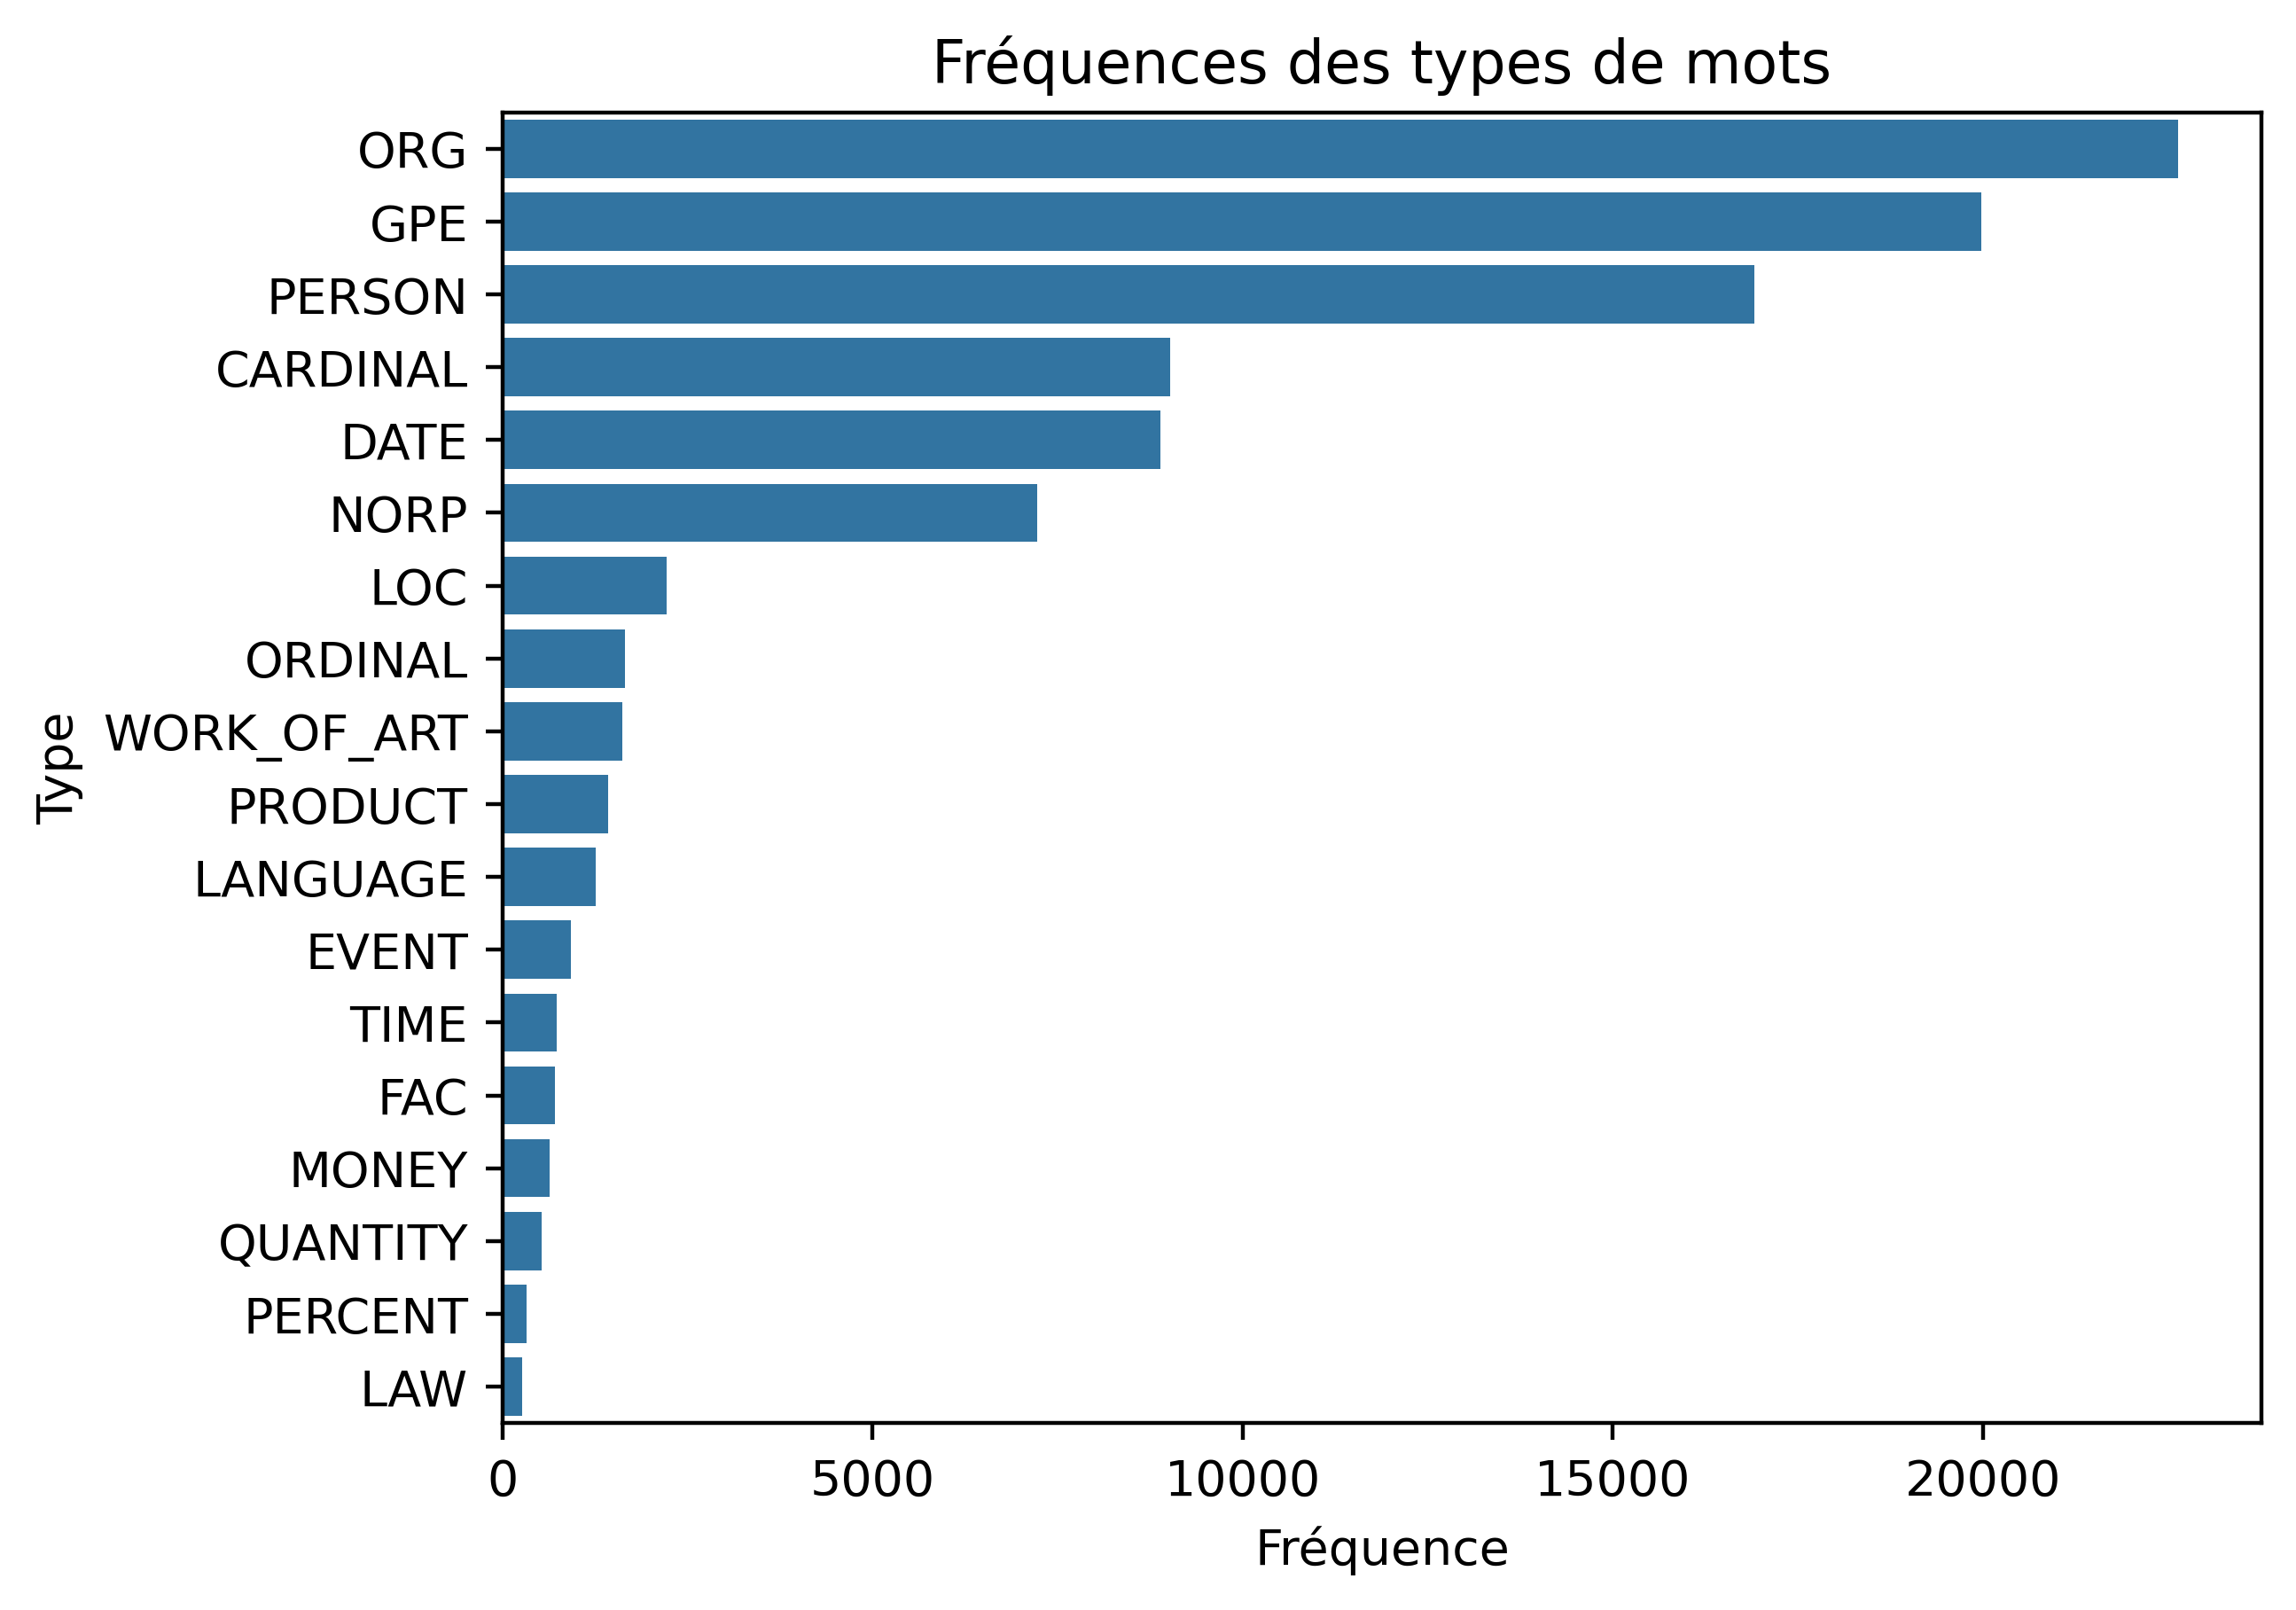 Fréquences des types de mots
Type
ORG
GPE
PERSON
CARDINAL
DATE
NORP
LOC
ORDINAL
WORK_OF_ART
PRODUCT
LANGUAGE
EVENT
TIME
FAC
MONEY
QUANTITY
PERCENT
LAW
0 5000 10000 15000 20000
Fréquence